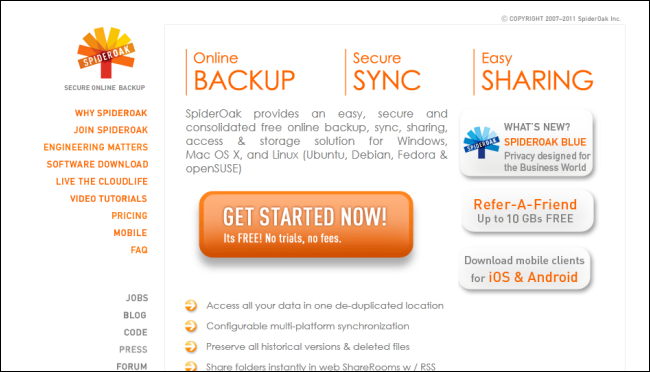 © COPYRIGHT 2007-2011 SpiderOak Inc.
SPIDEROAK
SECURE ONLINE BACKUP
WHY SPIDEROAK
JOIN SPIDEROAK
ENGINEERING MATTERS
SOFTWARE DOWNLOAD
LIVE THE CLOUDLIFE
VIDEO TUTORIALS
PRICING
MOBILE
FAQ
JOBS
BLOG
CODE
PRESS
FORUM
Online
BACKUP
Secure
SYNC
Easy
SHARING
SpiderOak provides an easy, secure and
consolidated free online backup, sync, sharing,
access & storage solution for Windows,
Mac OS X, and Linux (Ubuntu, Debian, Fedora &
openSUSE)
GET STARTED NOW!
Its FREE! No trials, no fees.
SPIDEROAK
WHAT'S NEW?
SPIDEROAK BLUE
Privacy designed for
the Business World
Refer-A-Friend
Up to 10 GBs FREE
Download mobile clients
for iOS & Android
Access all your data in one de-duplicated location
Configurable multi-platform synchronization
Preserve all historical versions & deleted files
Share folders instantly in web ShareRooms w / RSS